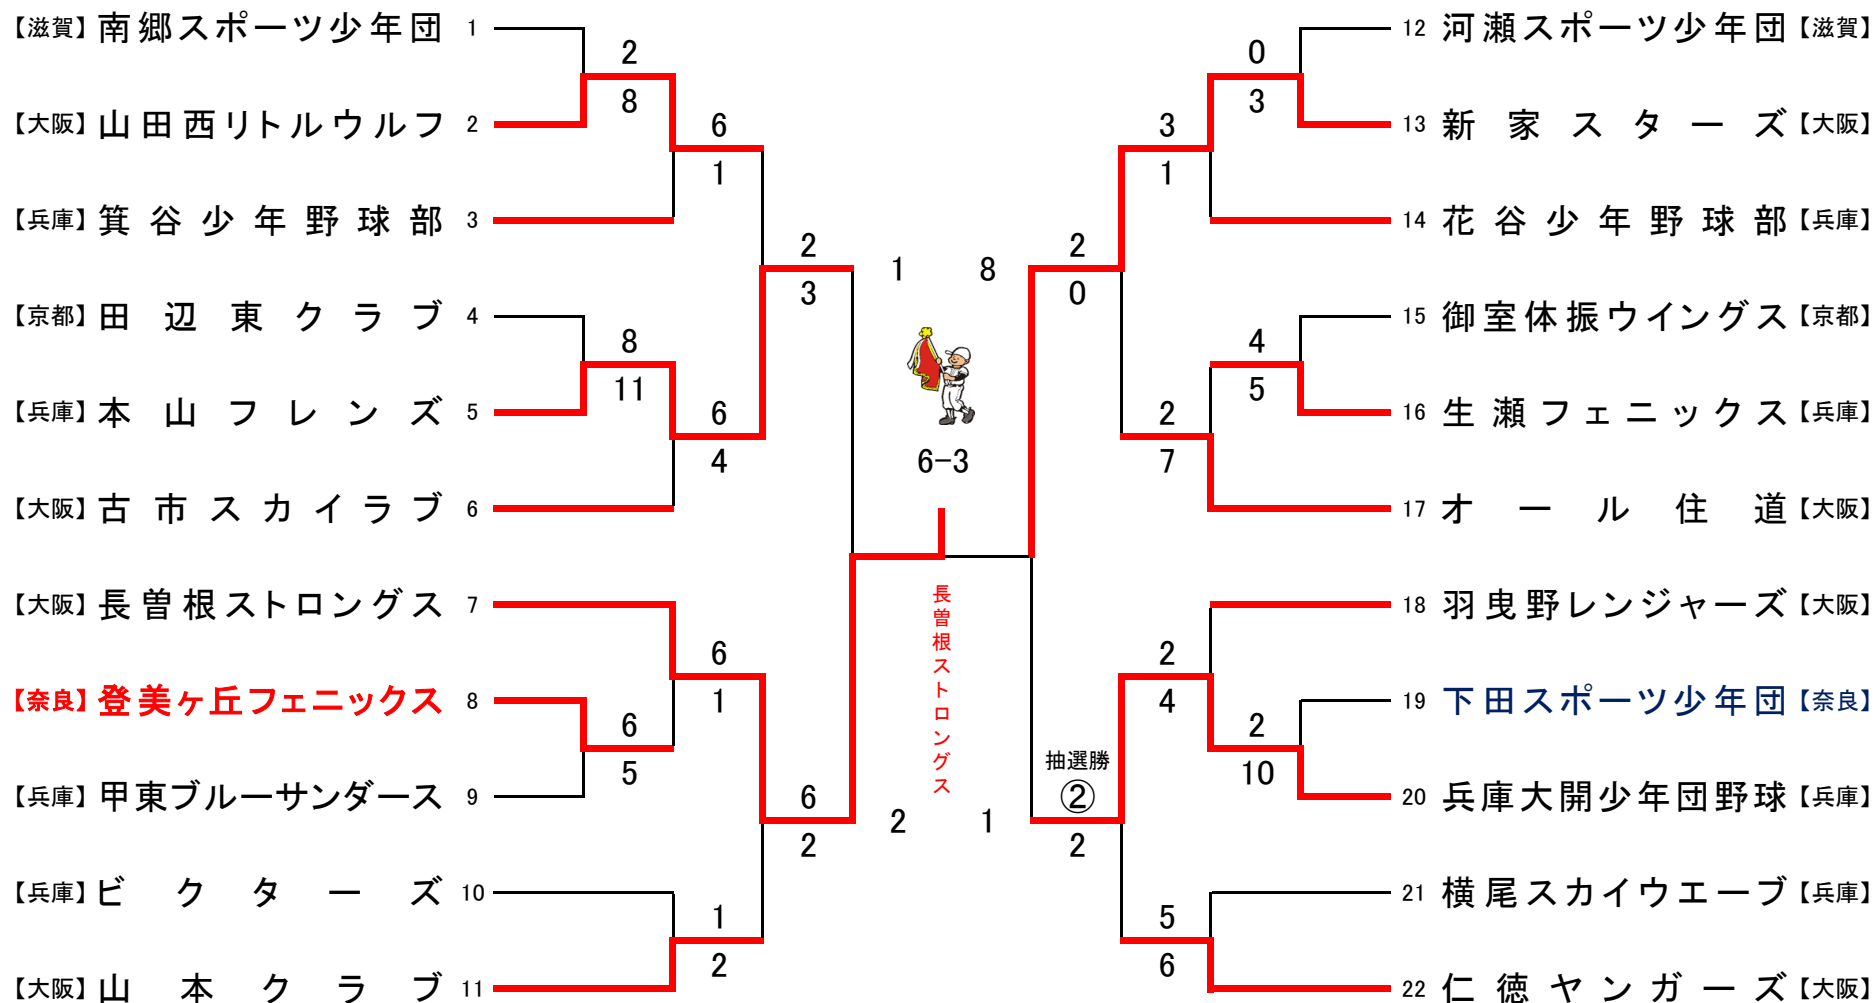 【滋賀】南郷スポーツ少年団 1
2
8
【大阪】山田西リトルウルフ 2
6
1
【兵庫】箕谷少年野球部 3
2
3
【京都】田辺東クラブ 4
8
11
【兵庫】本山フレンズ 5
6
4
【大阪】古市スカイラブ 6
【大阪】長曽根ストロングス 7
6
1
【奈良】登美ヶ丘フェニックス 8
6
5
【兵庫】甲東ブルーサンダース 9
6
2
【兵庫】ビクターズ 10
1
2
【大阪】山本クラブ 11
1 8
6-3
長曽根ストロングス
2 1
12 河瀬スポーツ少年団【滋賀】
0
3
13 新家スターズ【大阪】
3
1
14 花谷少年野球部【兵庫】
2
0
15 御室体振ウイングス【京都】
4
5
16 生瀬フェニックス【兵庫】
2
7
17 オール住道【大阪】
18 羽曳野レンジャーズ【大阪】
2
4
19 下田スポーツ少年団【奈良】
2
10
抽選勝
②
2
20 兵庫大開少年団野球【兵庫】
21 横尾スカイウエーブ【兵庫】
5
6
22 仁徳ヤンガーズ【大阪】